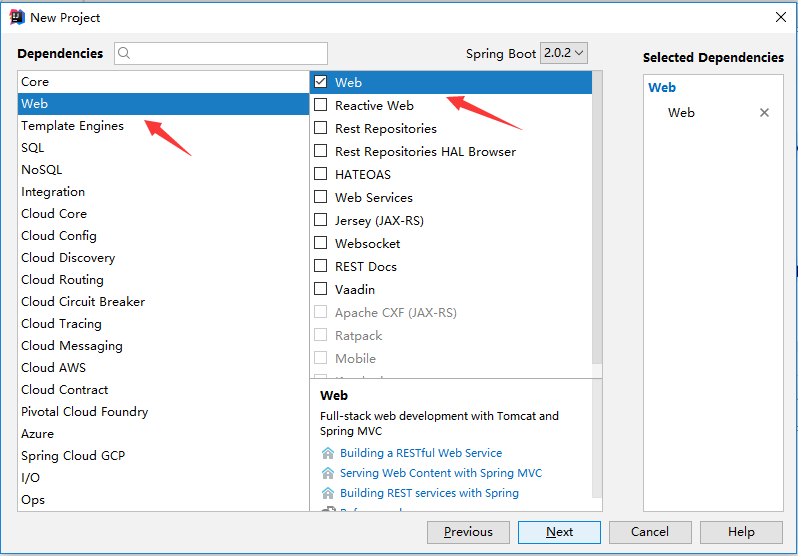 New Project
Dependencies
Spring Boot 2.0.2
Selected Dependencies
Core
Web
Template Engines
SQL
NoSQL
Integration
Cloud Core
Cloud Config
Cloud Discovery
Cloud Routing
Cloud Circuit Breaker
Cloud Tracing
Cloud Messaging
Cloud AWS
Cloud Contract
Pivotal Cloud Foundry
Azure
Spring Cloud GCP
I/O
Ops
Web
Reactive Web
Rest Repositories
Rest Repositories HAL Browser
HATEOAS
Web Services
Jersey (JAX-RS)
Websocket
REST Docs
Vaadin
Apache CXF (JAX-RS)
Ratpack
Mobile
Web
Full-stack web development with Tomcat and
Spring MVC
Building a RESTful Web Service
Serving Web Content with Spring MVC
Building REST services with Spring
Web
Web
Previous
Next
Cancel
Help